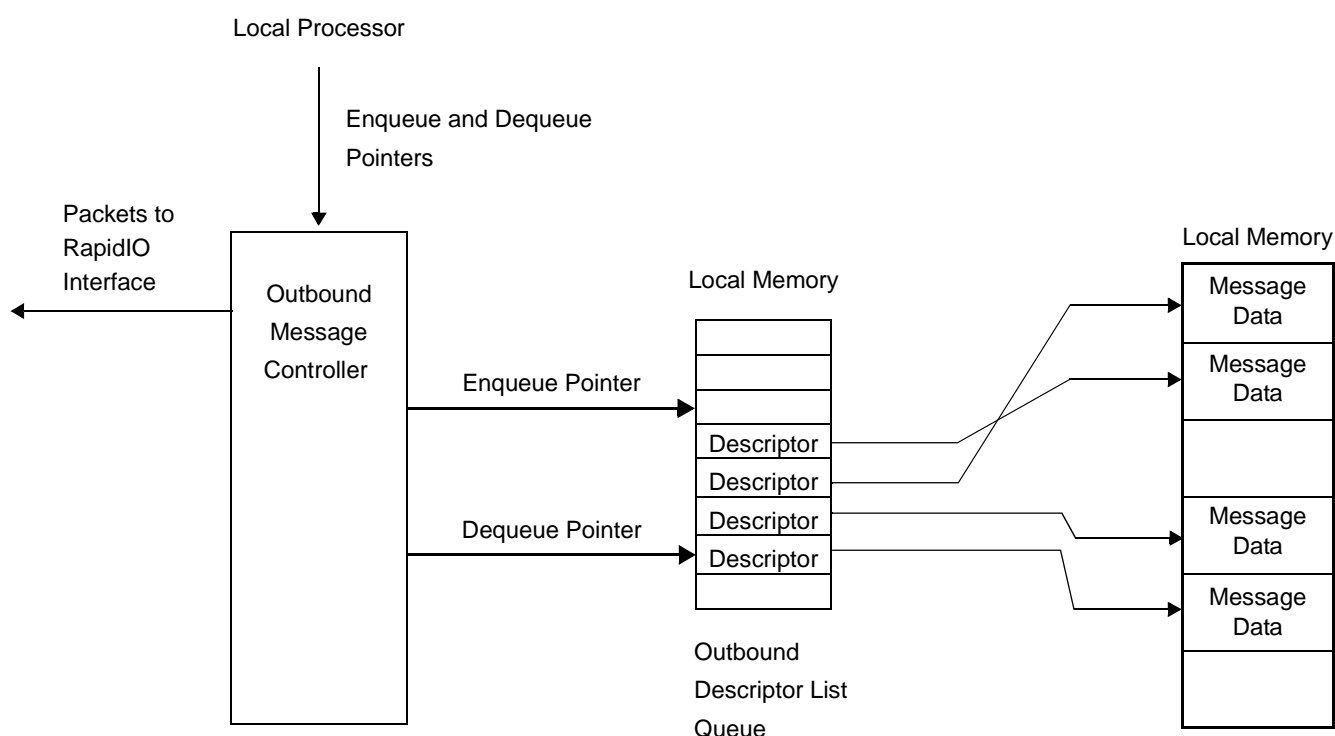 Local Processor
Enqueue and Dequeue
Pointers
Packets to
RapidIO
Interface
Outbound
Message
Controller
Enqueue Pointer
Dequeue Pointer
Local Memory
Descriptor
Descriptor
Descriptor
Descriptor
Outbound
Descriptor List
Queue
Local Memory
Message
Data
Message
Data
Message
Data
Message
Data